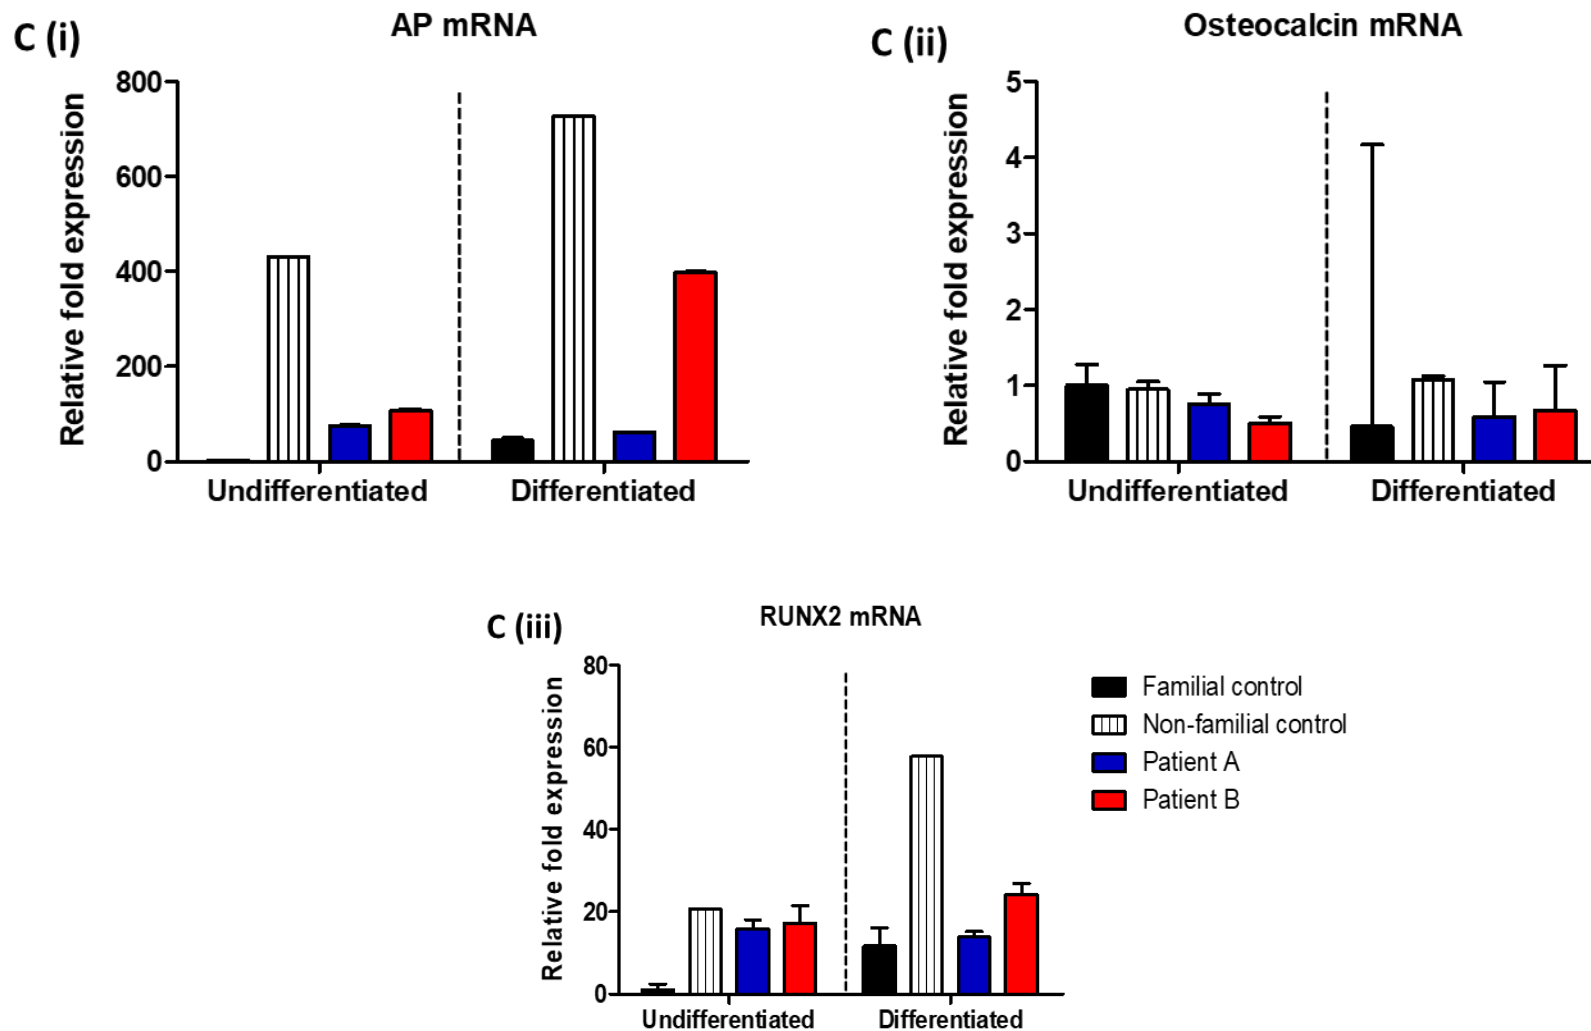 C (i)
AP mRNA
Relative fold expression
800
600
400
200
0
Undifferentiated
Differentiated
C (ii)
Osteocalcin mRNA
Relative fold expression
5
4
3
2
1
0
Undifferentiated
Differentiated
C (iii)
RUNX2 mRNA
Relative fold expression
80
60
40
20
0
Undifferentiated
Differentiated
Familial control
Non-familial control
Patient A
Patient B